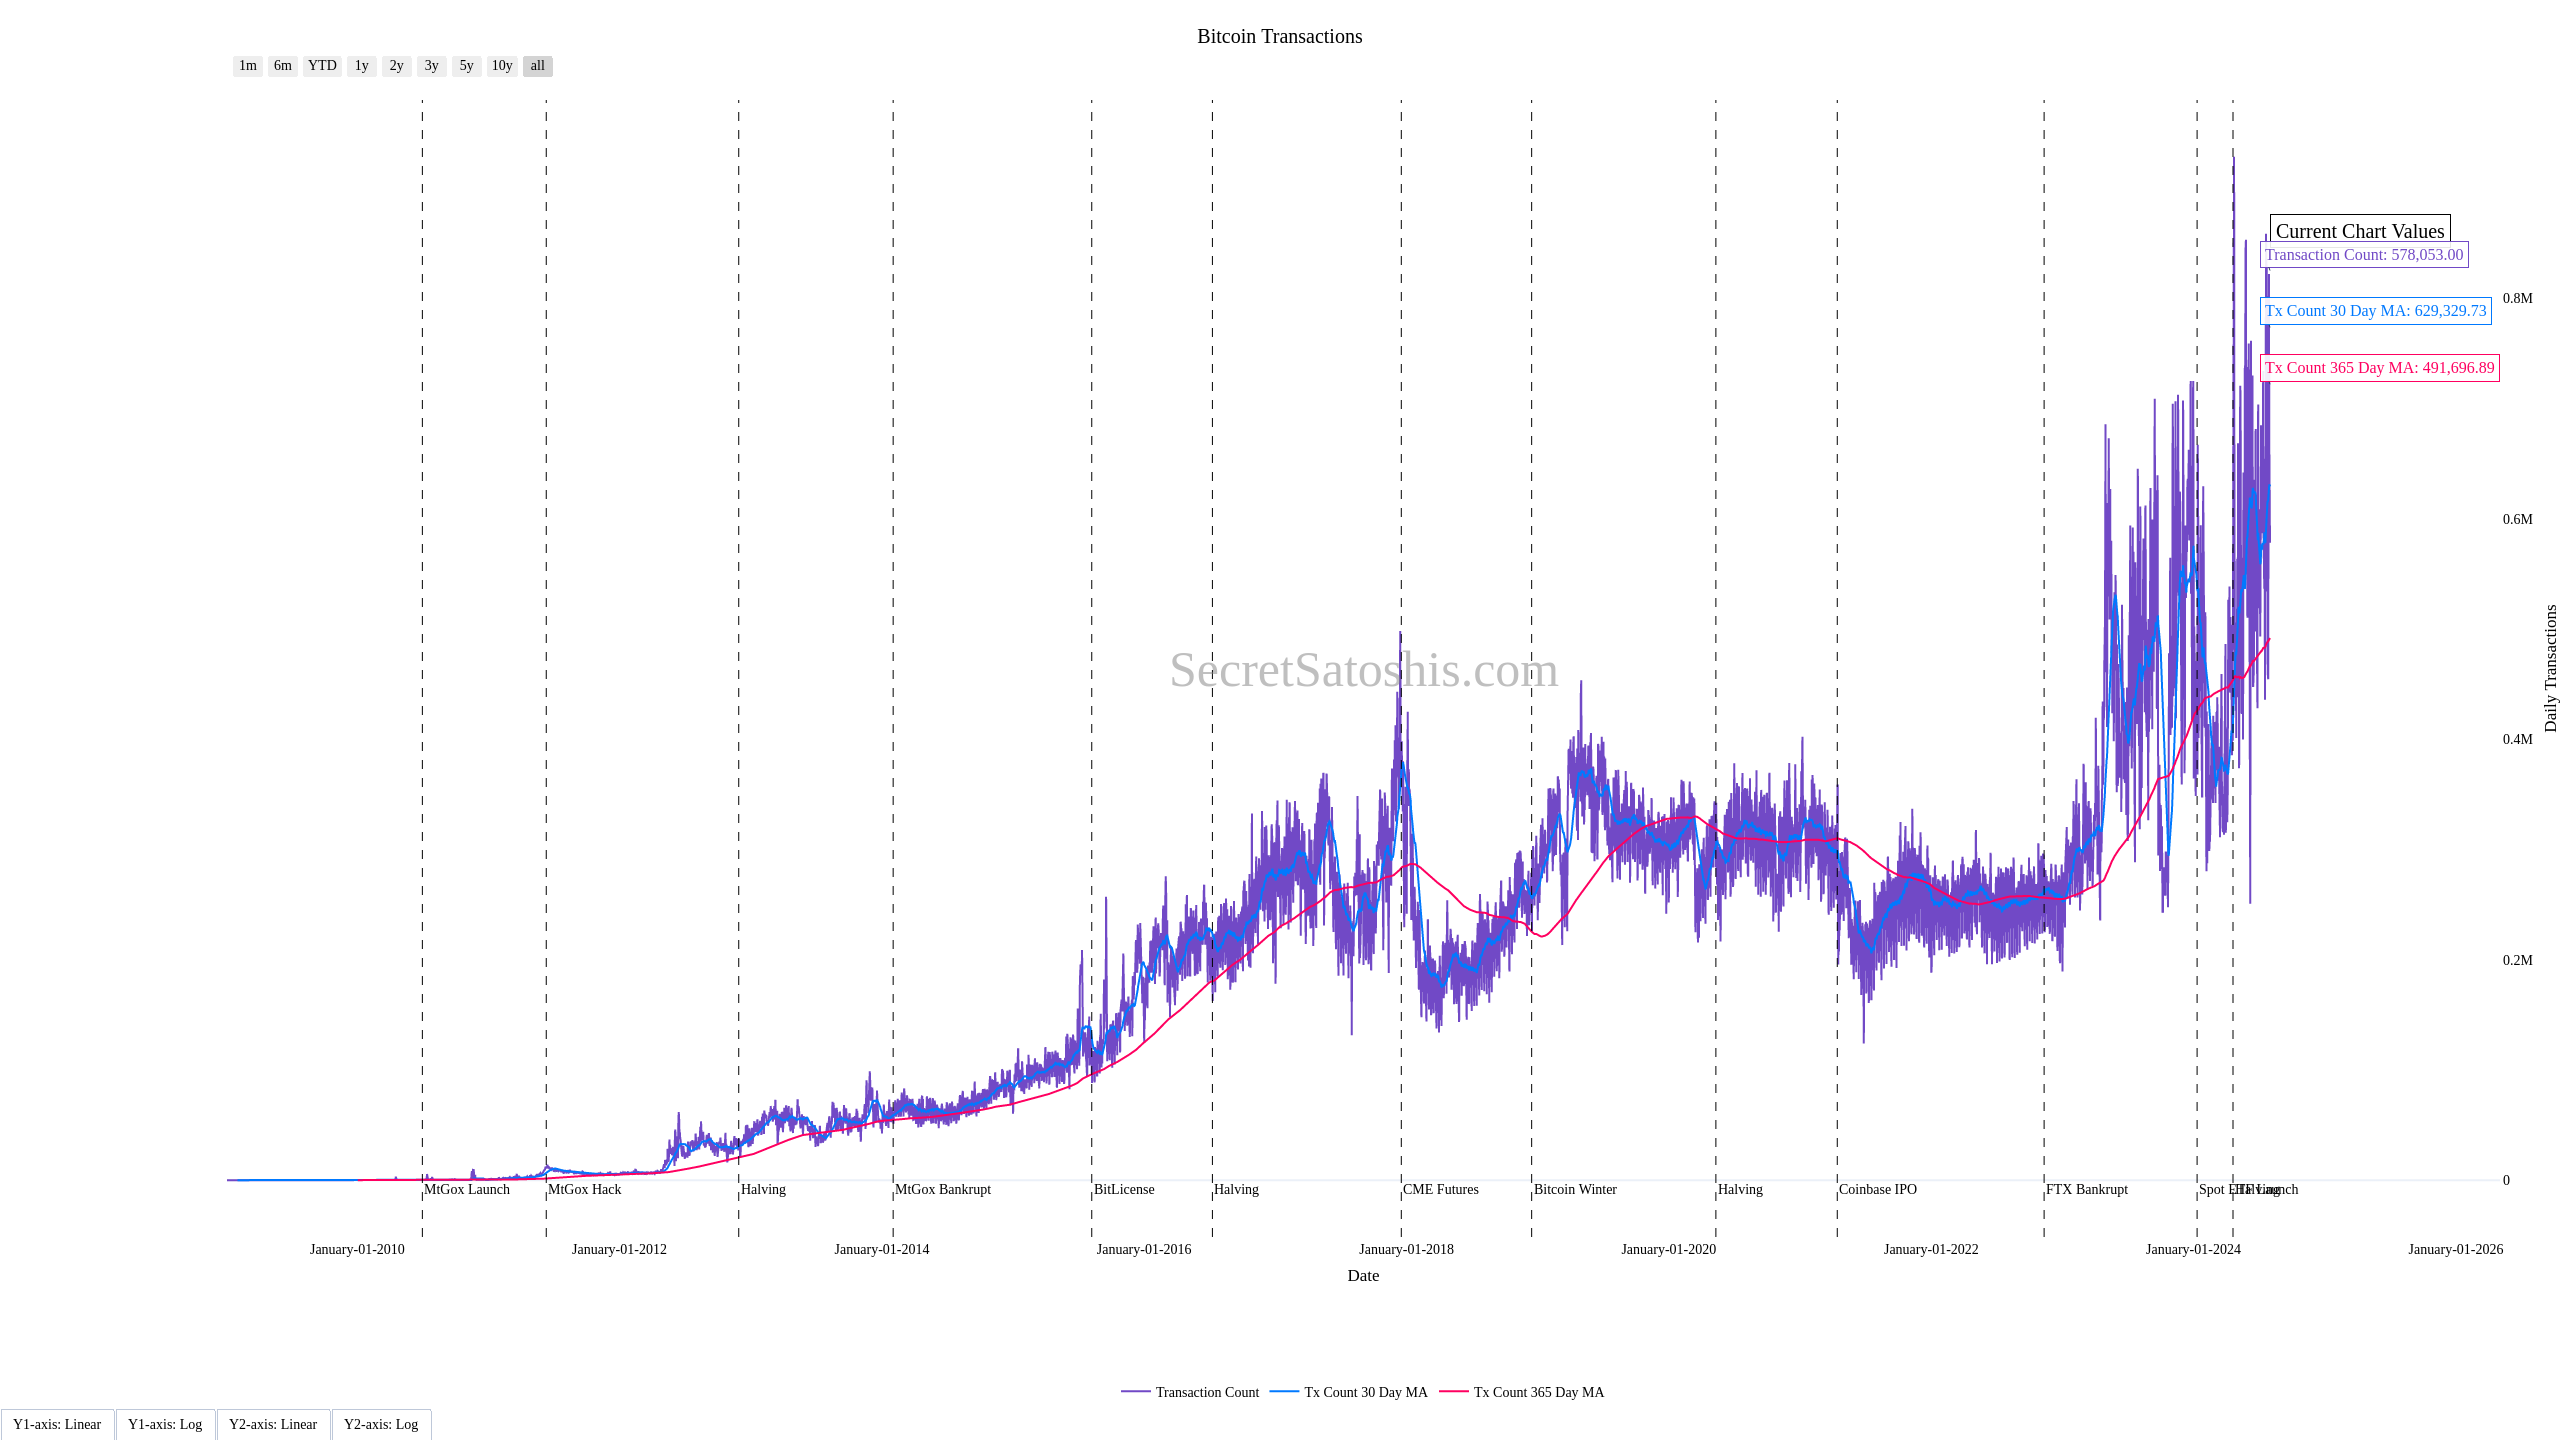 Bitcoin Transactions
1m 6m YTD 1y 2y 3y 5y 10y all
Current Chart Values
Transaction Count: 578,053.00
Tx Count 30 Day MA: 629,329.73
Tx Count 365 Day MA: 491,696.89
0.8M
0.6M
0.4M
0.2M
0
Daily Transactions
SecretSatoshis.com
MtGox Launch MtGox Hack Halving MtGox Bankrupt BitLicense Halving CME Futures Bitcoin Winter Halving Coinbase IPO FTX Bankrupt Spot ETF Launch Halving
January-01-2010 January-01-2012 January-01-2014 January-01-2016 January-01-2018 January-01-2020 January-01-2022 January-01-2024 January-01-2026
Date
Transaction Count Tx Count 30 Day MA Tx Count 365 Day MA
Y1-axis: Linear Y1-axis: Log Y2-axis: Linear Y2-axis: Log